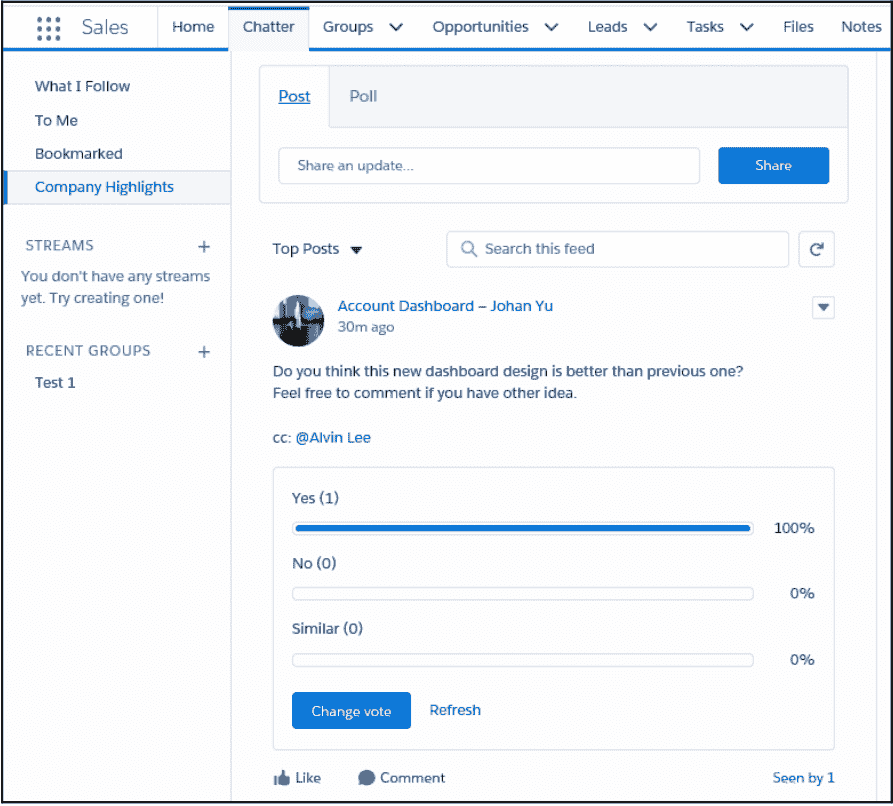 Sales Home Chatter Groups Opportunities Leads Tasks Files Notes
What I Follow
To Me
Bookmarked
Company Highlights
STREAMS +
You don't have any streams
yet. Try creating one!
RECENT GROUPS +
Test 1
Post Poll
Share an update... Share
Top Posts Search this feed
Account Dashboard – Johan Yu
30m ago
Do you think this new dashboard design is better than previous one?
Feel free to comment if you have other idea.
cc: @Alvin Lee
Yes (1)
100%
No (0)
0%
Similar (0)
0%
Change vote Refresh
Like Comment Seen by 1